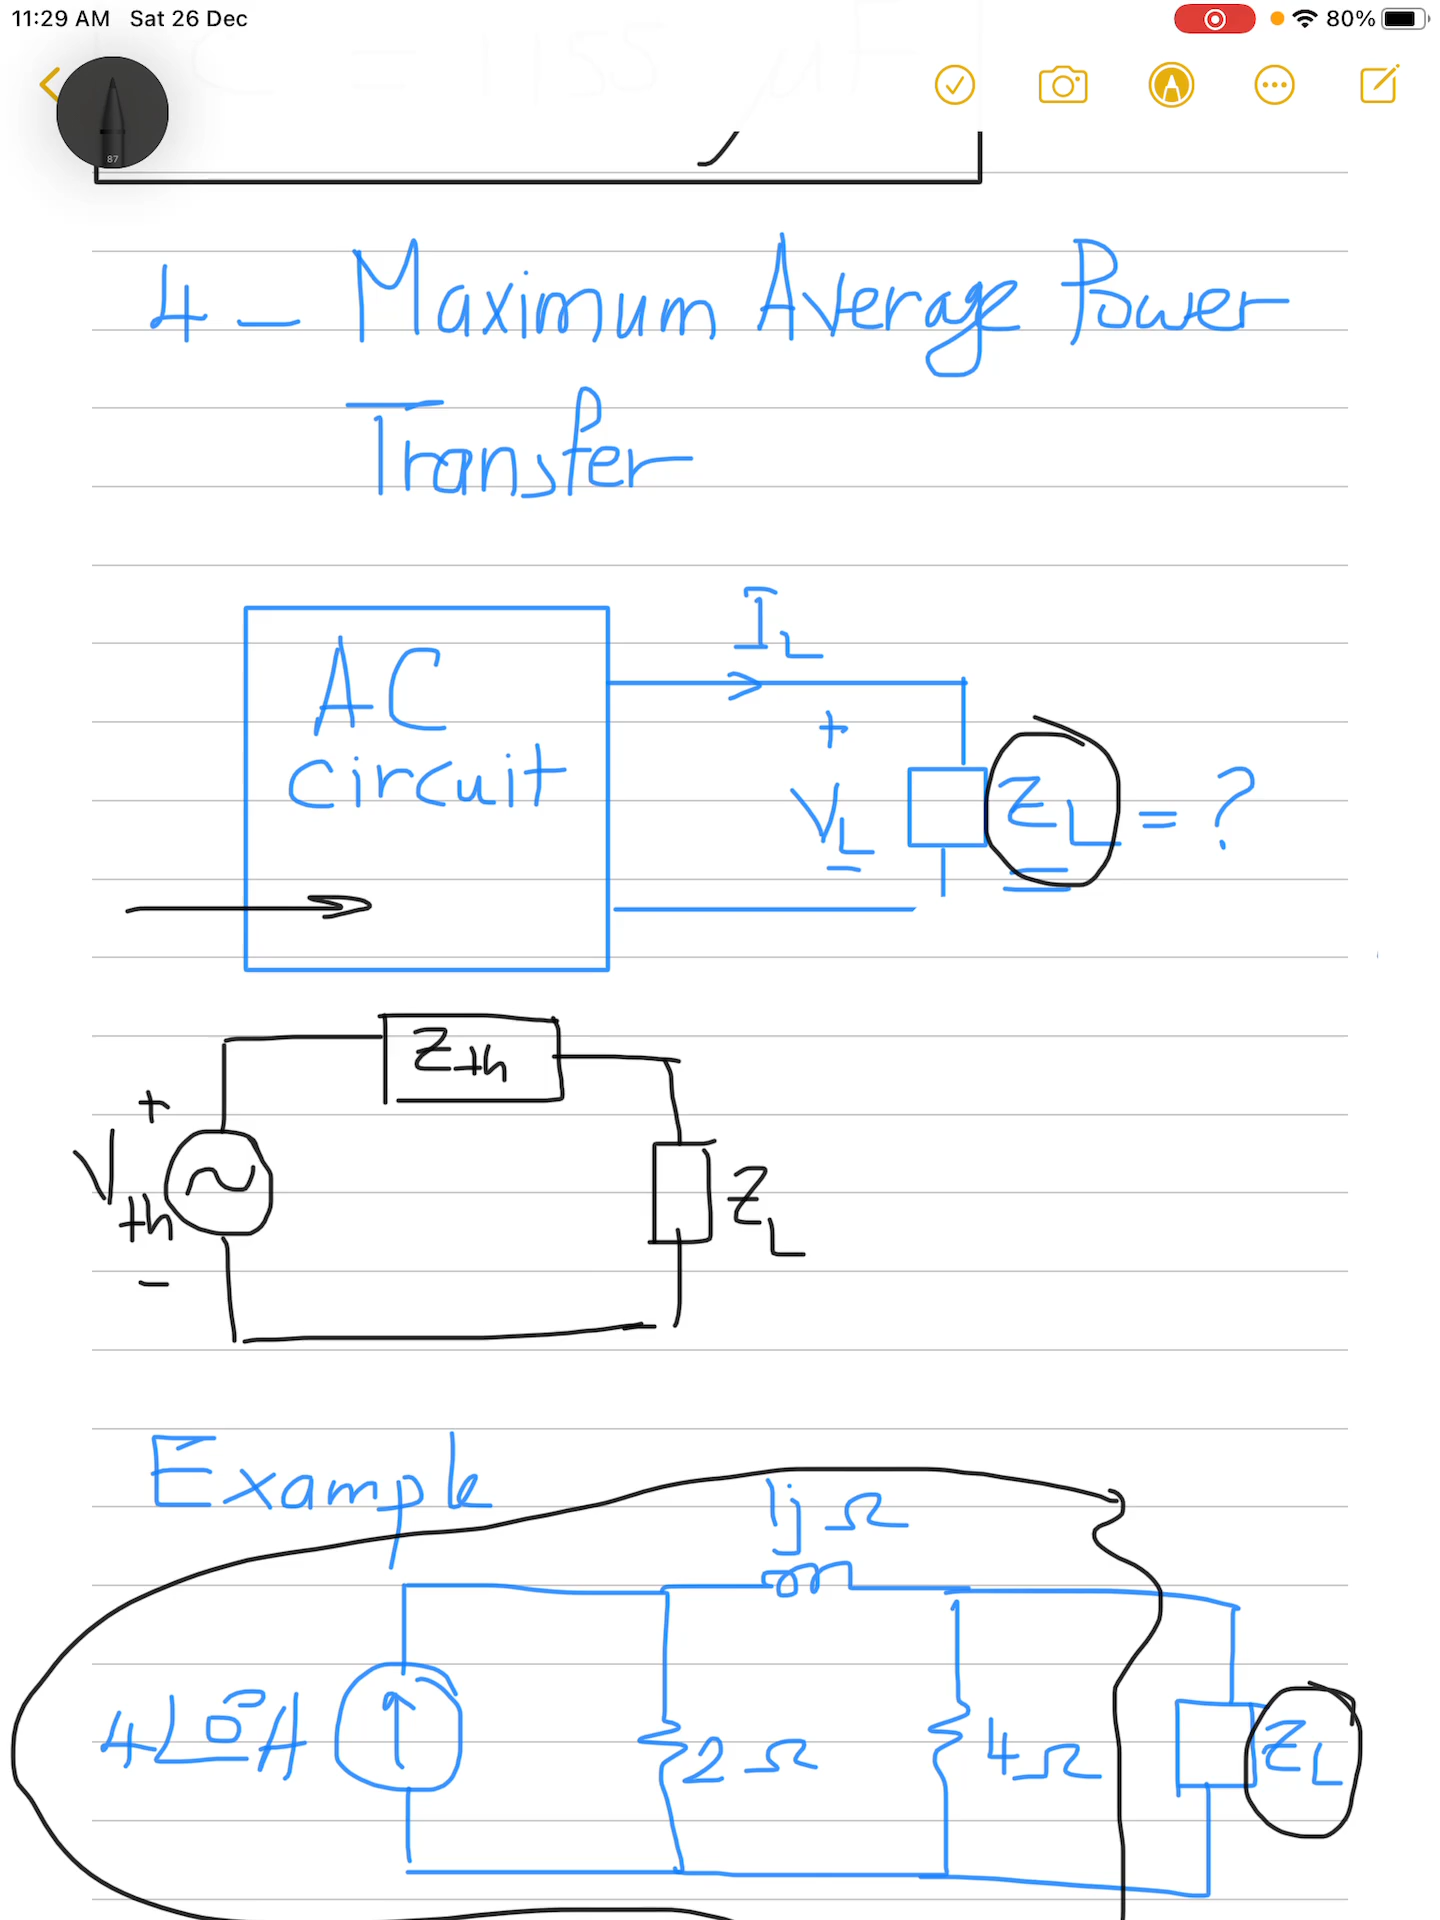 11:29 AM Sat 26 Dec
80%
87
4 - Maximum Average Power
Transfer
AC
circuit
I_L
+
V_L
Z_L = ?
Z_th
+
V_th
-
Z_L
Example
1j Ω
4∠0° A
2 Ω
4 Ω
Z_L